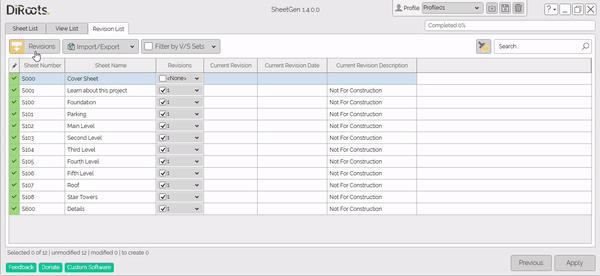 DiRoots.
SheetGen 1.4.0.0
Profile Profile01
?
Completed 0%
Sheet List View List Revision List
Revisions Import/Export Filter by V/S Sets Search..
Sheet Number Sheet Name Revisions Current Revision Current Revision Date Current Revision Description
S000 Cover Sheet <None>
S001 Learn about this project 1 Not For Construction
S100 Foundation 1 Not For Construction
S101 Parking 1 Not For Construction
S102 Main Level 1 Not For Construction
S103 Second Level 1 Not For Construction
S104 Third Level 1 Not For Construction
S105 Fourth Level 1 Not For Construction
S106 Fifth Level 1 Not For Construction
S107 Roof 1 Not For Construction
S108 Stair Towers 1 Not For Construction
S600 Details 1 Not For Construction
Selected 0 of 12 | unmodified 12 | modified 0 | to create 0
Feedback Donate Custom Software Previous Apply